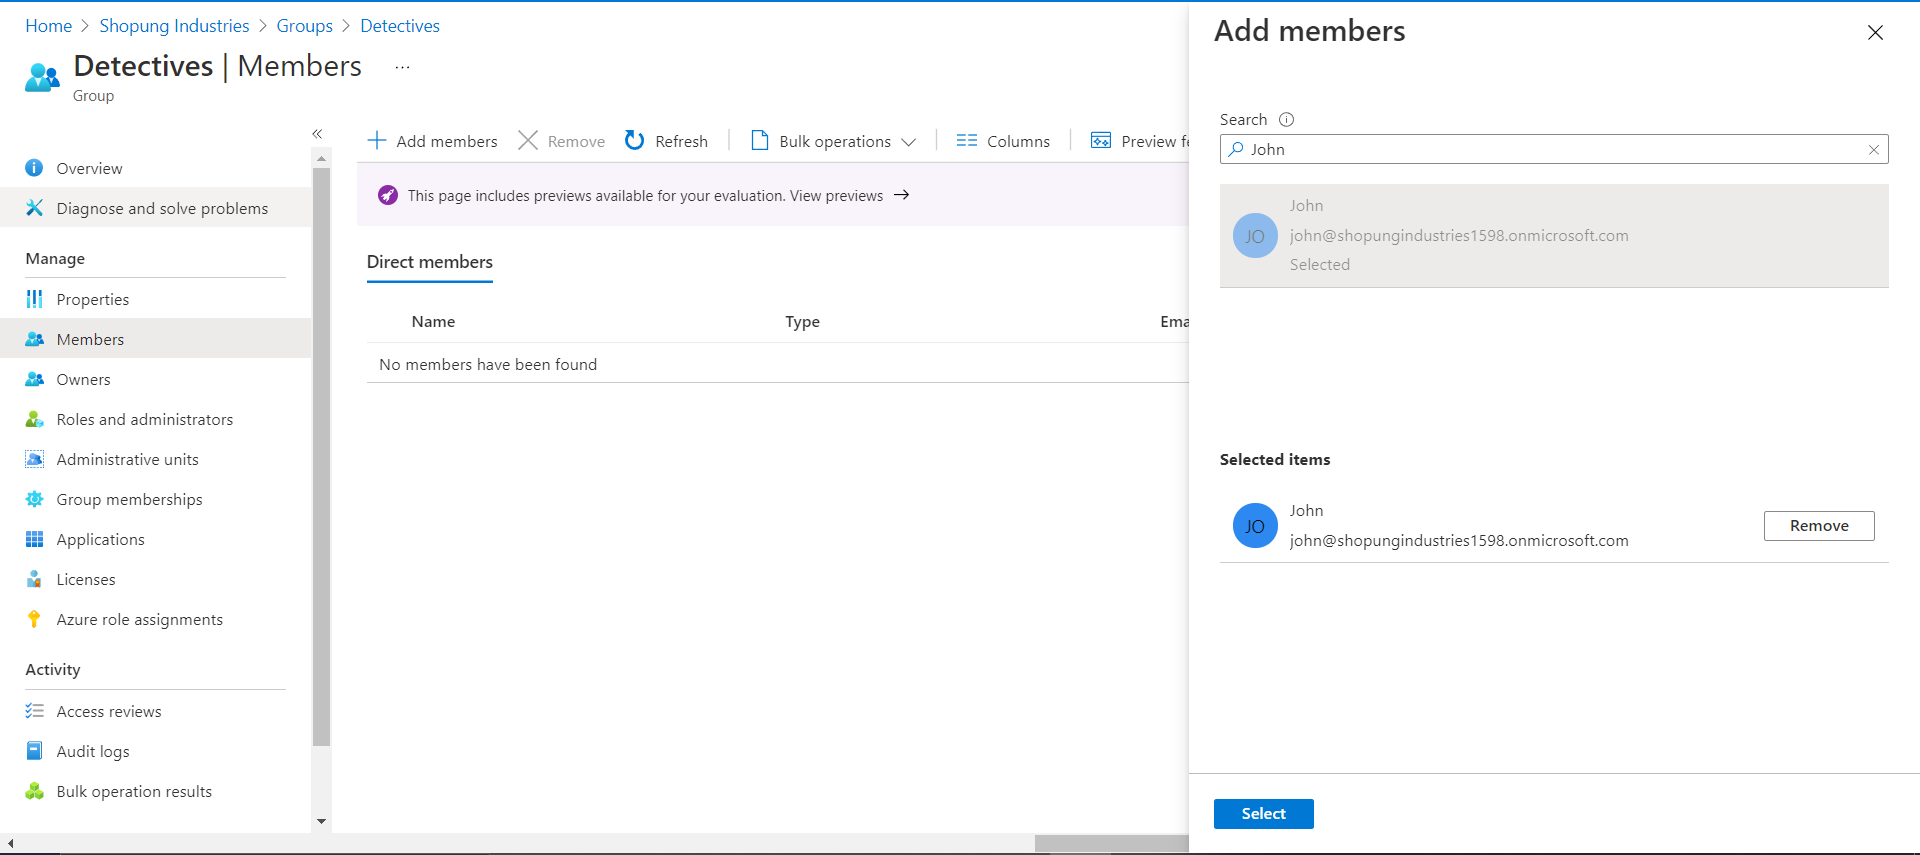 Home > Shopung Industries > Groups > Detectives
Detectives | Members ...
Group
Overview
Diagnose and solve problems
Manage
Properties
Members
Owners
Roles and administrators
Administrative units
Group memberships
Applications
Licenses
Azure role assignments
Activity
Access reviews
Audit logs
Bulk operation results
Add members Remove Refresh Bulk operations Columns Preview fe
This page includes previews available for your evaluation. View previews →
Direct members
Name Type Ema
No members have been found
Add members
Search
John
JO
John
john@shopungindustries1598.onmicrosoft.com
Selected
Selected items
JO
John
john@shopungindustries1598.onmicrosoft.com
Remove
Select